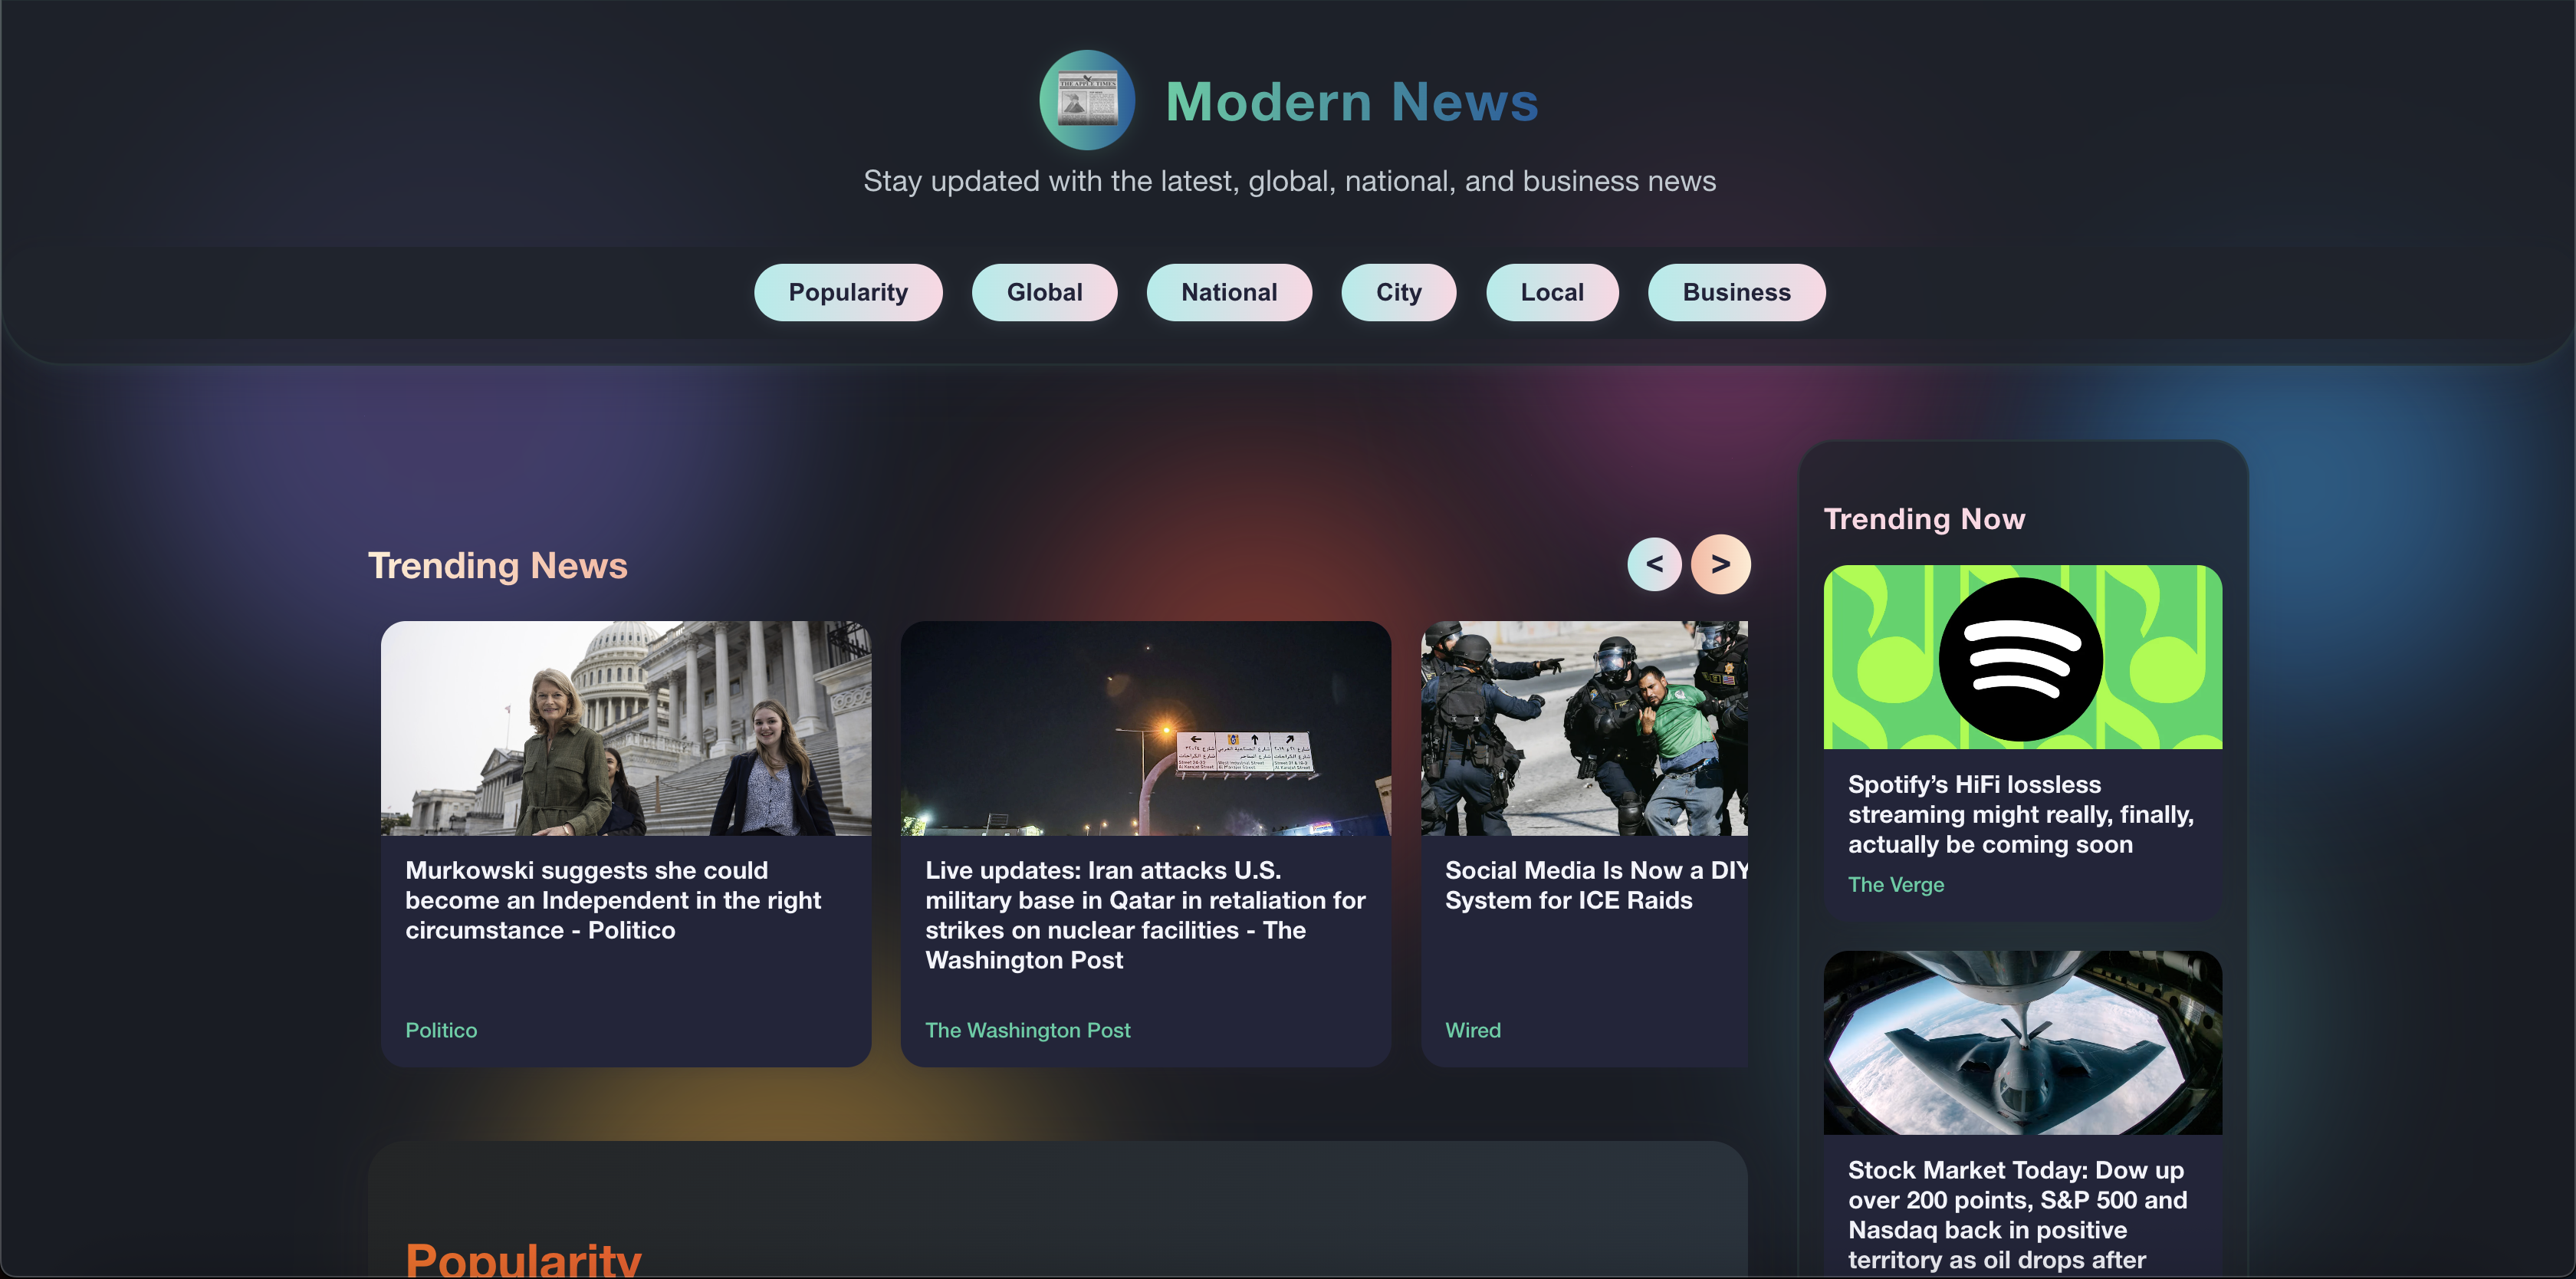 THE APPLE TIMES
Modern News
Stay updated with the latest, global, national, and business news
Popularity
Global
National
City
Local
Business
Trending News
<
>
Murkowski suggests she could
become an Independent in the right
circumstance - Politico
Politico
Live updates: Iran attacks U.S.
military base in Qatar in retaliation for
strikes on nuclear facilities - The
Washington Post
The Washington Post
Social Media Is Now a DIY
System for ICE Raids
Wired
Trending Now
Spotify’s HiFi lossless
streaming might really, finally,
actually be coming soon
The Verge
Stock Market Today: Dow up
over 200 points, S&P 500 and
Nasdaq back in positive
territory as oil drops after
Popularity